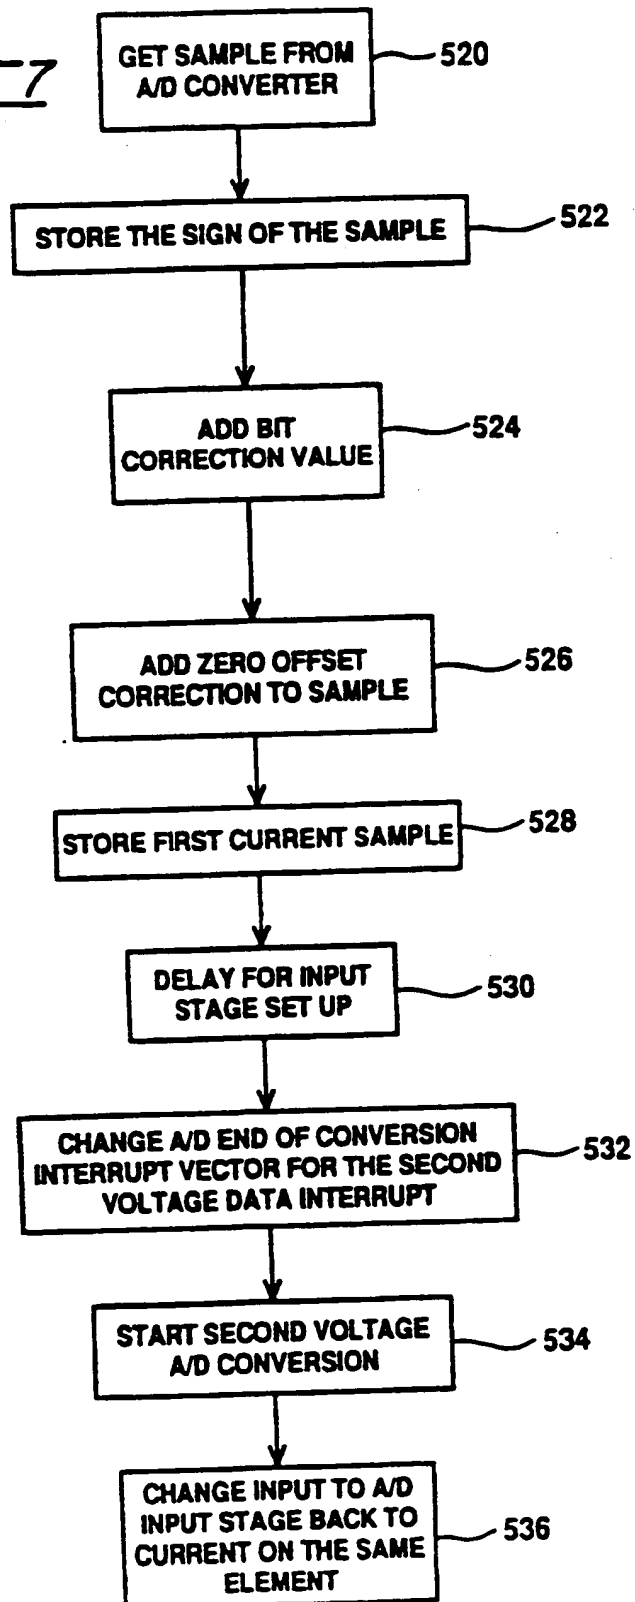 7
GET SAMPLE FROM
A/D CONVERTER
520
STORE THE SIGN OF THE SAMPLE
522
ADD BIT
CORRECTION VALUE
524
ADD ZERO OFFSET
CORRECTION TO SAMPLE
526
STORE FIRST CURRENT SAMPLE
528
DELAY FOR INPUT
STAGE SET UP
530
CHANGE A/D END OF CONVERSION
INTERRUPT VECTOR FOR THE SECOND
VOLTAGE DATA INTERRUPT
532
START SECOND VOLTAGE
A/D CONVERSION
534
CHANGE INPUT TO A/D
INPUT STAGE BACK TO
CURRENT ON THE SAME
ELEMENT
536